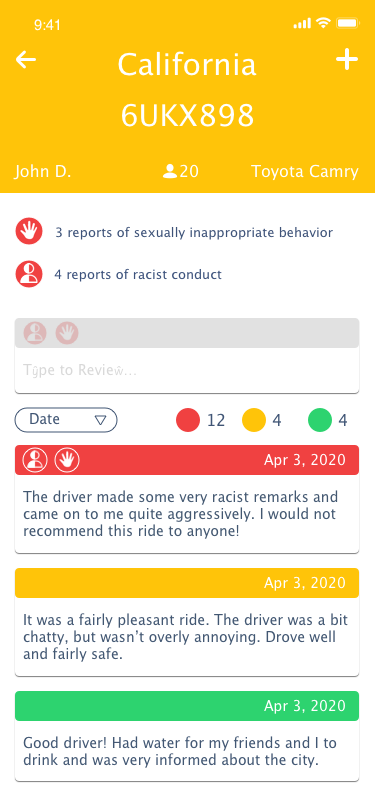 9:41
California
6UKX898
John D.
20
Toyota Camry
3 reports of sexually inappropriate behavior
4 reports of racist conduct
Type to Review...
Date
12
4
4
Apr 3, 2020
The driver made some very racist remarks and
came on to me quite aggressively. I would not
recommend this ride to anyone!
Apr 3, 2020
It was a fairly pleasant ride. The driver was a bit
chatty, but wasn’t overly annoying. Drove well
and fairly safe.
Apr 3, 2020
Good driver! Had water for my friends and I to
drink and was very informed about the city.